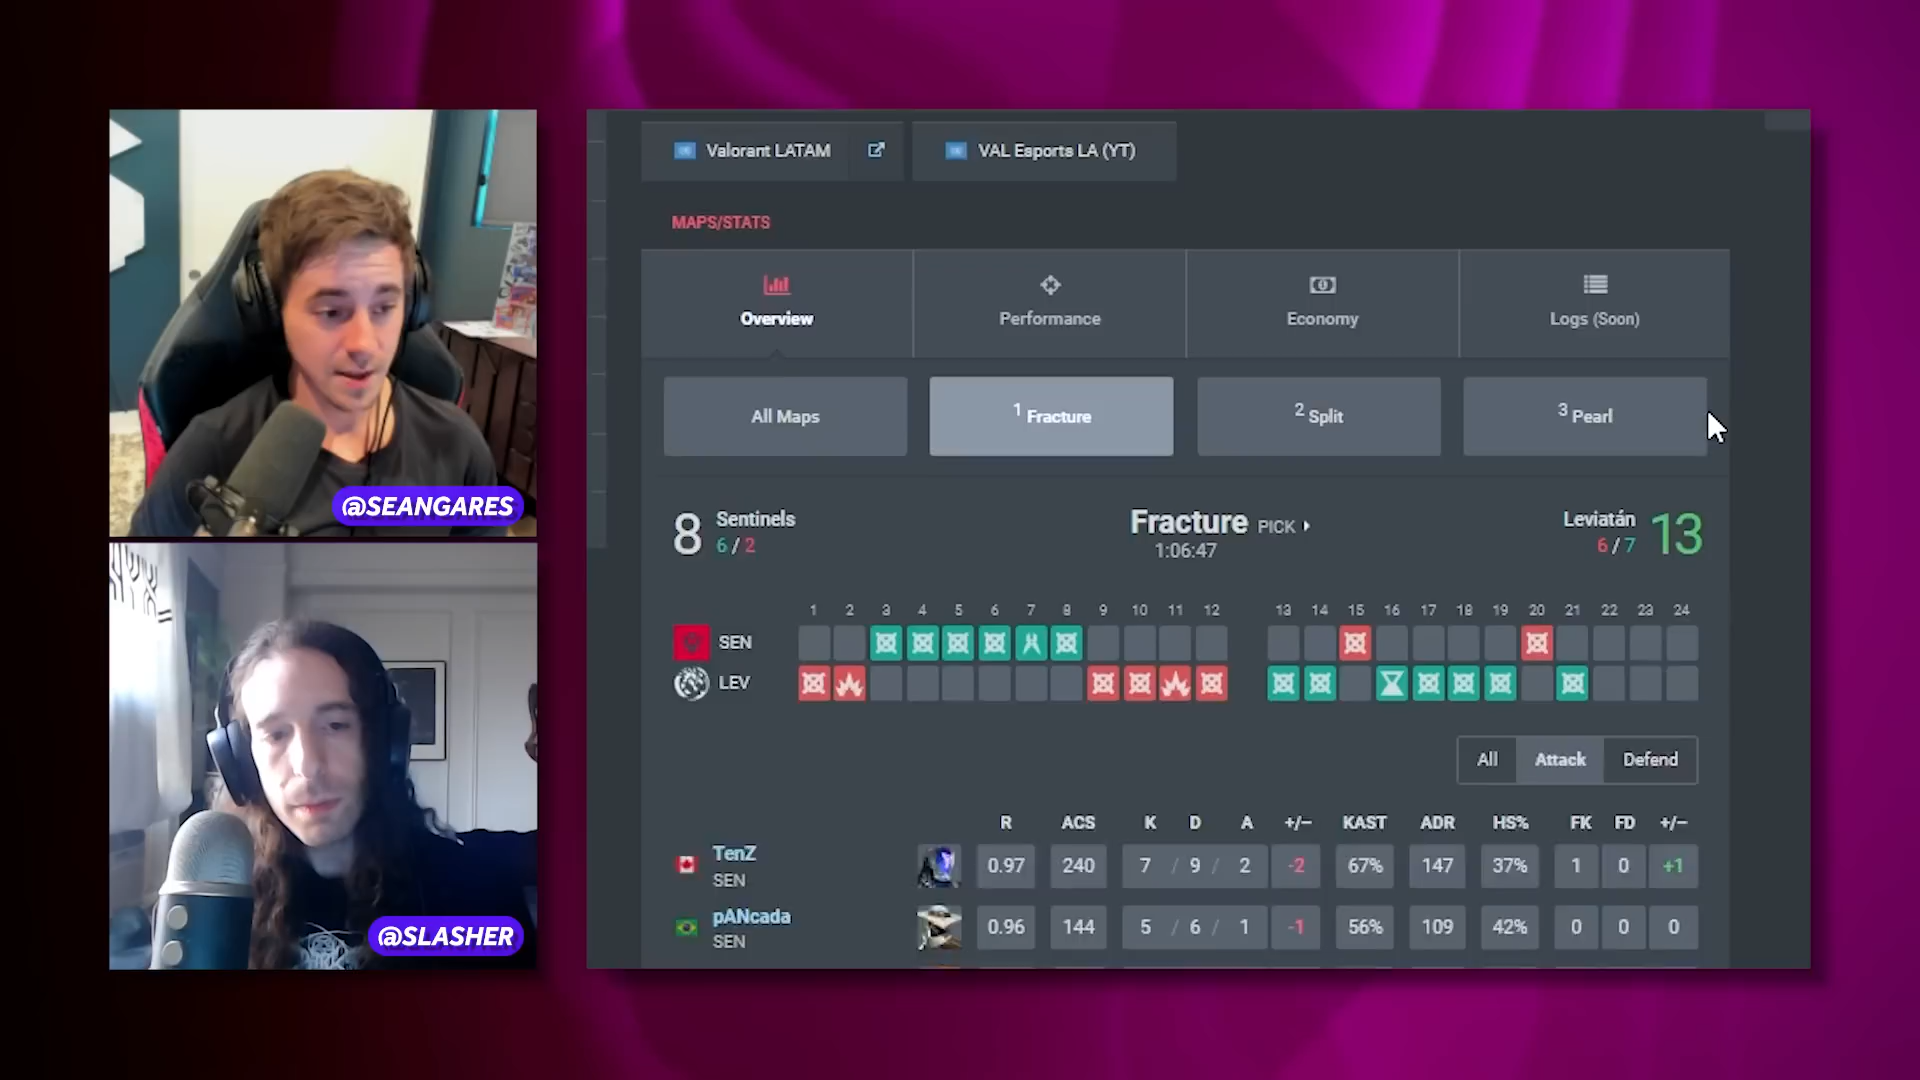 @SEANGARES
@SLASHER
Valorant LATAM
VAL Esports LA (YT)
MAPS/STATS
Overview
Performance
Economy
Logs (Soon)
All Maps
1 Fracture
2 Split
3 Pearl
8 Sentinels 6 / 2
Fracture PICK
1:06:47
Leviatán 6 / 7 13
1 2 3 4 5 6 7 8 9 10 11 12 13 14 15 16 17 18 19 20 21 22 23 24
SEN
LEV
All Attack Defend
R ACS K D A +/– KAST ADR HS% FK FD +/–
TenZ
SEN
0.97 240 7 / 9 / 2 -2 67% 147 37% 1 0 +1
pANcada
SEN
0.96 144 5 / 6 / 1 -1 56% 109 42% 0 0 0